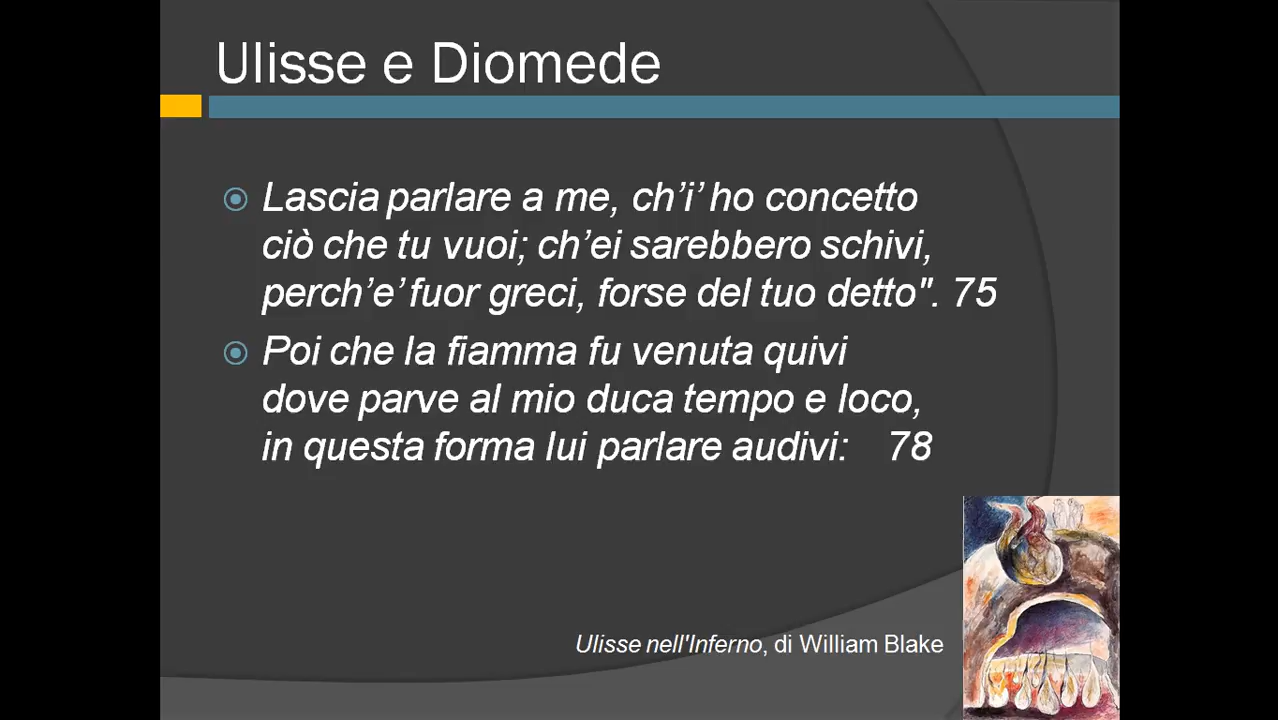 Ulisse e Diomede
Lascia parlare a me, ch’i’ ho concetto
ciò che tu vuoi; ch’ei sarebbero schivi,
perch’e’ fuor greci, forse del tuo detto". 75
Poi che la fiamma fu venuta quivi
dove parve al mio duca tempo e loco,
in questa forma lui parlare audivi: 78
Ulisse nell'Inferno, di William Blake